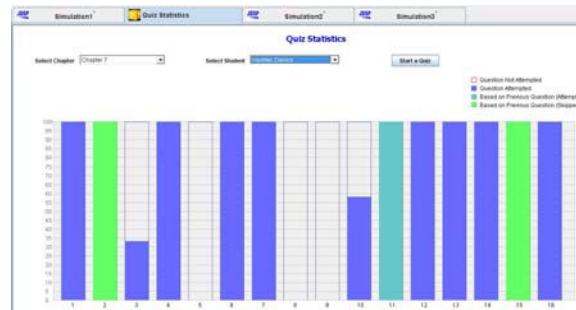 Simulation1
Quiz Statistics
Simulation2
Simulation3
Quiz Statistics
Select Chapter
Chapter 7
Select Student
Start a Quiz
Question Not Attempted
Question Attempted
Based on Previous Question (Attempt
Based on Previous Question (Skippe
100
95
90
85
80
75
70
65
60
55
50
45
40
35
30
25
20
15
10
5
0
1 2 3 4 5 6 7 8 9 10 11 12 13 14 15 16